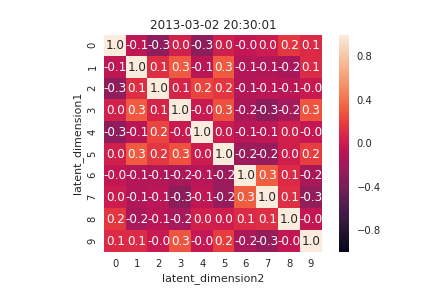 2013-03-02 20:30:01
latent_dimension1
0 1.0 -0.1 -0.3 0.0 -0.3 0.0 -0.0 0.0 0.2 0.1
1 -0.1 1.0 0.1 0.3 -0.1 0.3 -0.1 -0.1 -0.2 0.1
2 -0.3 0.1 1.0 0.1 0.2 0.2 -0.1 -0.1 -0.1 -0.0
3 0.0 0.3 0.1 1.0 -0.0 0.3 -0.2 -0.3 -0.2 0.3
4 -0.3 -0.1 0.2 -0.0 1.0 0.0 -0.1 -0.1 0.0 -0.0
5 0.0 0.3 0.2 0.3 0.0 1.0 -0.2 -0.2 0.0 0.2
6 -0.0 -0.1 -0.1 -0.2 -0.1 -0.2 1.0 0.3 0.1 -0.2
7 0.0 -0.1 -0.1 -0.3 -0.1 -0.2 0.3 1.0 0.1 -0.3
8 0.2 -0.2 -0.1 -0.2 0.0 0.0 0.1 0.1 1.0 -0.0
9 0.1 0.1 -0.0 0.3 -0.0 0.2 -0.2 -0.3 -0.0 1.0
0 1 2 3 4 5 6 7 8 9
latent_dimension2
0.8
0.4
0.0
−0.4
−0.8